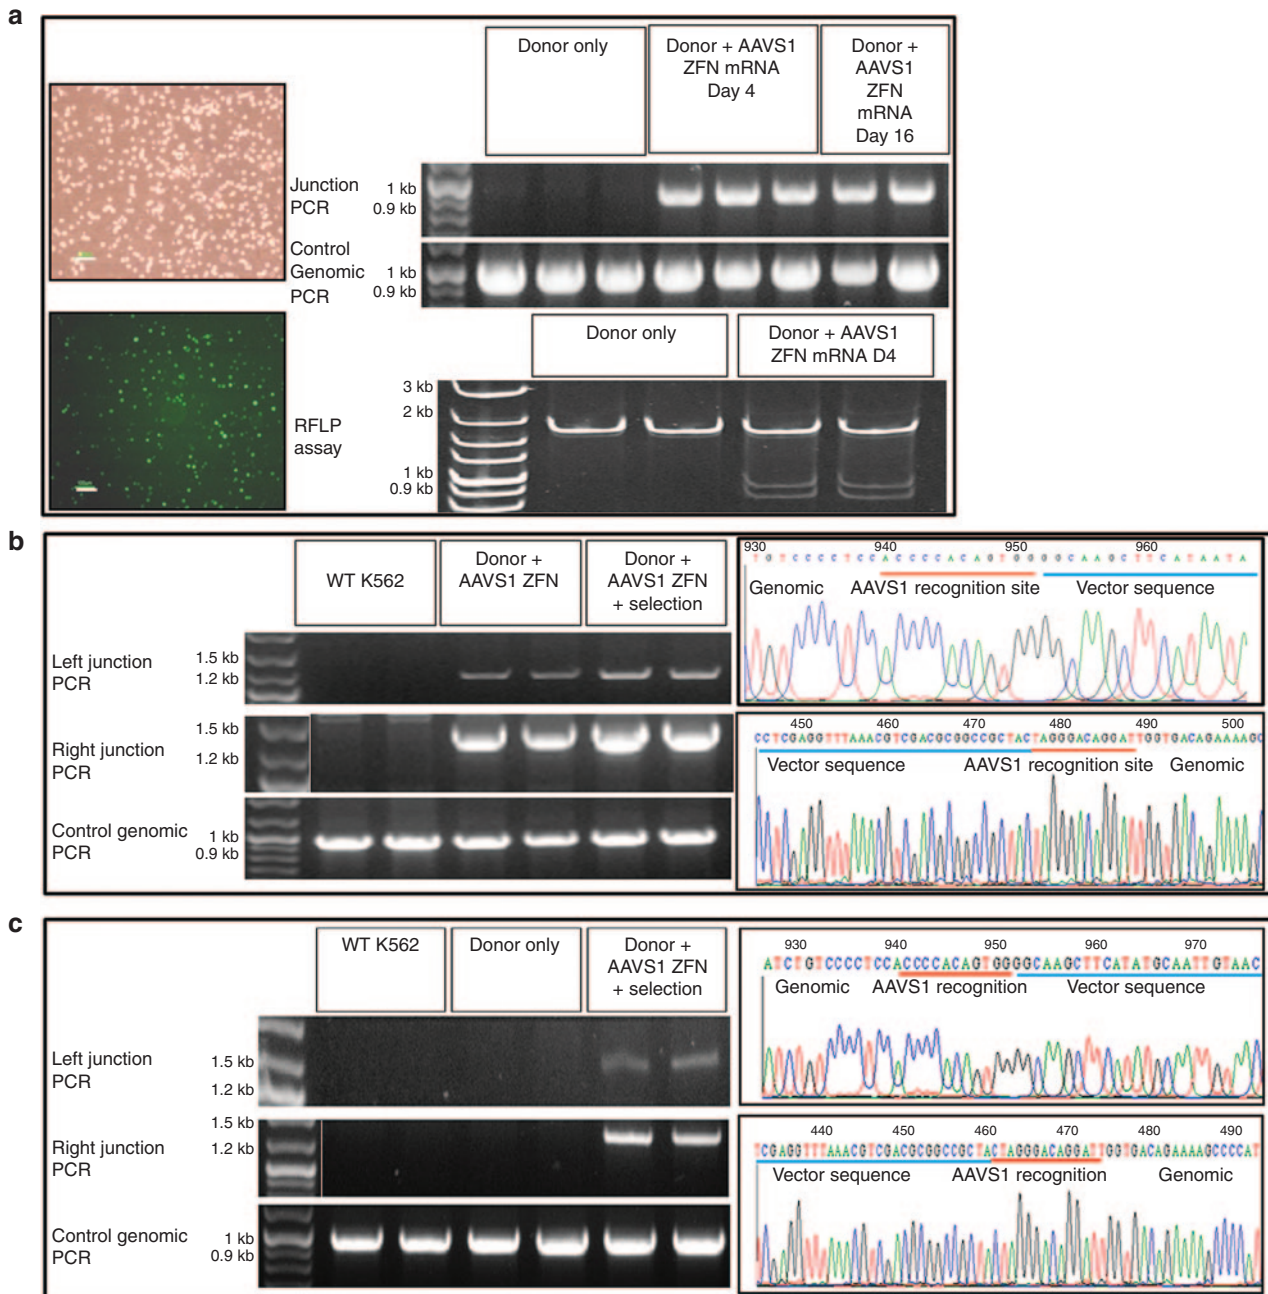 a
Donor only
Donor + AAVS1
ZFN mRNA
Day 4
Donor +
AAVS1
ZFN
mRNA
Day 16
Junction
PCR
1 kb
0.9 kb
Control
Genomic
PCR
1 kb
0.9 kb
Donor only
Donor + AAVS1
ZFN mRNA D4
RFLP
assay
3 kb
2 kb
1 kb
0.9 kb
b
WT K562
Donor +
AAVS1 ZFN
Donor +
AAVS1 ZFN
+ selection
Left junction
PCR
1.5 kb
1.2 kb
Right junction
PCR
1.5 kb
1.2 kb
Control genomic
PCR
1 kb
0.9 kb
930 940 950 960
TGTCCCCTCCACCCCACAGTGGGGCAAGCTTCATAATA
Genomic AAVS1 recognition site Vector sequence
450 460 470 480 490 500
CCTCGAGGTTTAAACGTCGACGCGGCCGCTACTAGGGACAGGATTGGTGACAGAAAAGC
Vector sequence AAVS1 recognition site Genomic
c
WT K562
Donor only
Donor +
AAVS1 ZFN
+ selection
Left junction
PCR
1.5 kb
1.2 kb
Right junction
PCR
1.5 kb
1.2 kb
Control genomic
PCR
1 kb
0.9 kb
930 940 950 960 970
ATCTGTCCCCTCCACCCCACAGTGGGGCAAGCTTCATATGCAATTGTAAC
Genomic AAVS1 recognition Vector sequence
440 450 460 470 480 490
TCGAGGTTTAAACGTCGACGCGGCCGCTACTAGGGACAGGATTGGTGACAGAAAAGCCCCAT
Vector sequence AAVS1 recognition Genomic